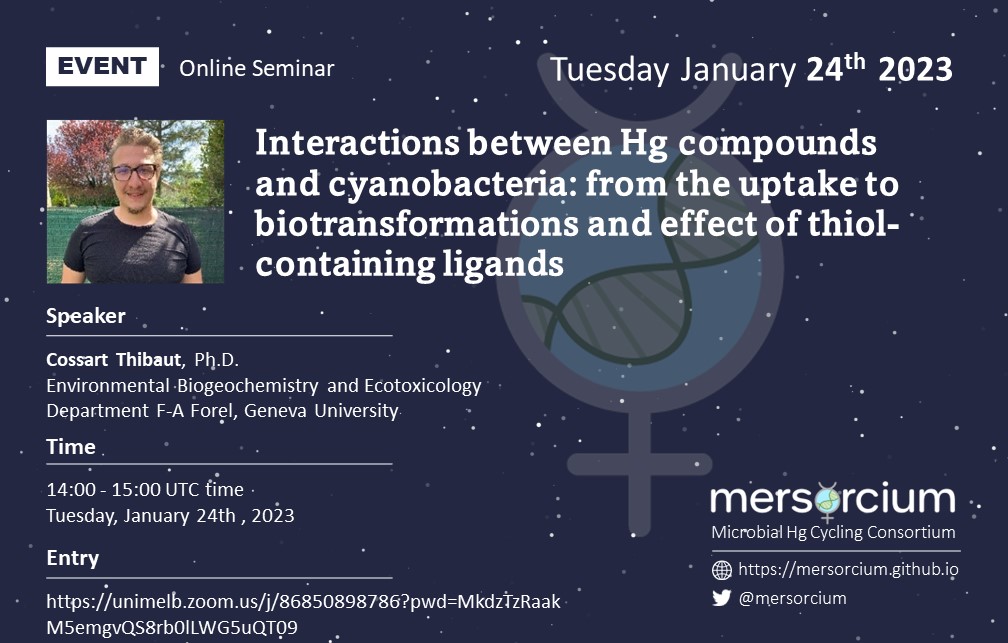 EVENT Online Seminar
Tuesday January 24th 2023
Interactions between Hg compounds
and cyanobacteria: from the uptake to
biotransformations and effect of thiol-
containing ligands
Speaker
Cossart Thibaut, Ph.D.
Environmental Biogeochemistry and Ecotoxicology
Department F-A Forel, Geneva University
Time
14:00 - 15:00 UTC time
Tuesday, January 24th , 2023
Entry
https://unimelb.zoom.us/j/86850898786?pwd=MkdzTzRaak
M5emgvQS8rb0lLWG5uQT09
mersorcium
Microbial Hg Cycling Consortium
https://mersorcium.github.io
@mersorcium